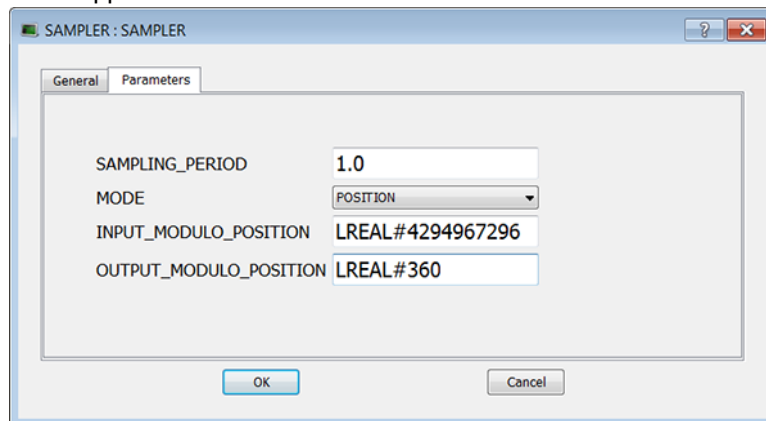 SAMPLER : SAMPLER
?
General Parameters
SAMPLING_PERIOD 1.0
MODE POSITION
INPUT_MODULO_POSITION LREAL#4294967296
OUTPUT_MODULO_POSITION LREAL#360
OK Cancel